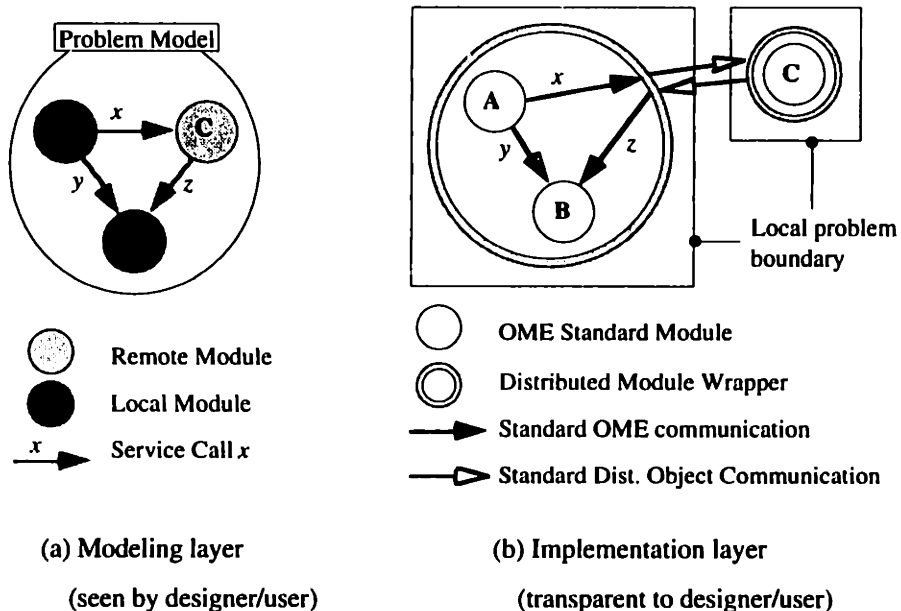 Problem Model
x
C
y
z
Remote Module
Local Module
x
Service Call x
(a) Modeling layer
(seen by designer/user)
A
x
C
y
z
B
Local problem
boundary
OME Standard Module
Distributed Module Wrapper
Standard OME communication
Standard Dist. Object Communication
(b) Implementation layer
(transparent to designer/user)